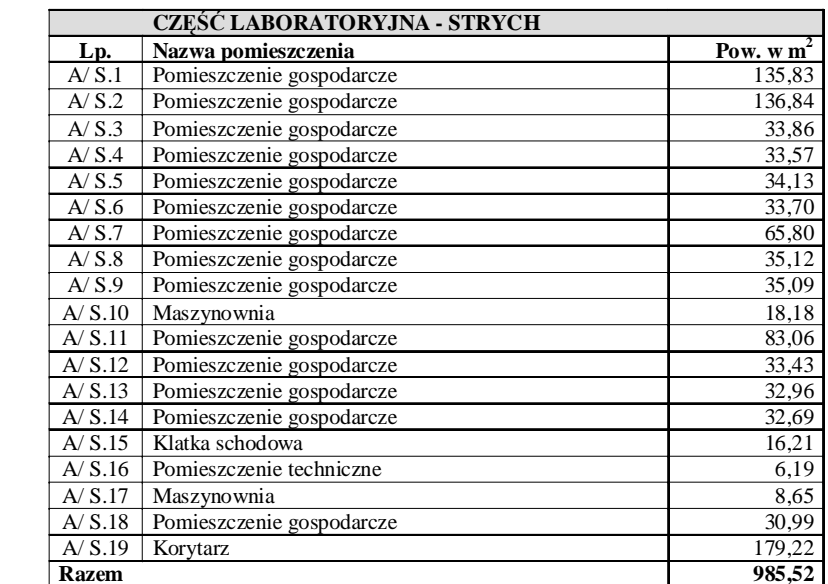 CZĘŚĆ LABORATORYJNA - STRYCH
Lp. Nazwa pomieszczenia Pow. w m²
A/ S.1 Pomieszczenie gospodarcze 135,83
A/ S.2 Pomieszczenie gospodarcze 136,84
A/ S.3 Pomieszczenie gospodarcze 33,86
A/ S.4 Pomieszczenie gospodarcze 33,57
A/ S.5 Pomieszczenie gospodarcze 34,13
A/ S.6 Pomieszczenie gospodarcze 33,70
A/ S.7 Pomieszczenie gospodarcze 65,80
A/ S.8 Pomieszczenie gospodarcze 35,12
A/ S.9 Pomieszczenie gospodarcze 35,09
A/ S.10 Maszynownia 18,18
A/ S.11 Pomieszczenie gospodarcze 83,06
A/ S.12 Pomieszczenie gospodarcze 33,43
A/ S.13 Pomieszczenie gospodarcze 32,96
A/ S.14 Pomieszczenie gospodarcze 32,69
A/ S.15 Klatka schodowa 16,21
A/ S.16 Pomieszczenie techniczne 6,19
A/ S.17 Maszynownia 8,65
A/ S.18 Pomieszczenie gospodarcze 30,99
A/ S.19 Korytarz 179,22
Razem 985,52